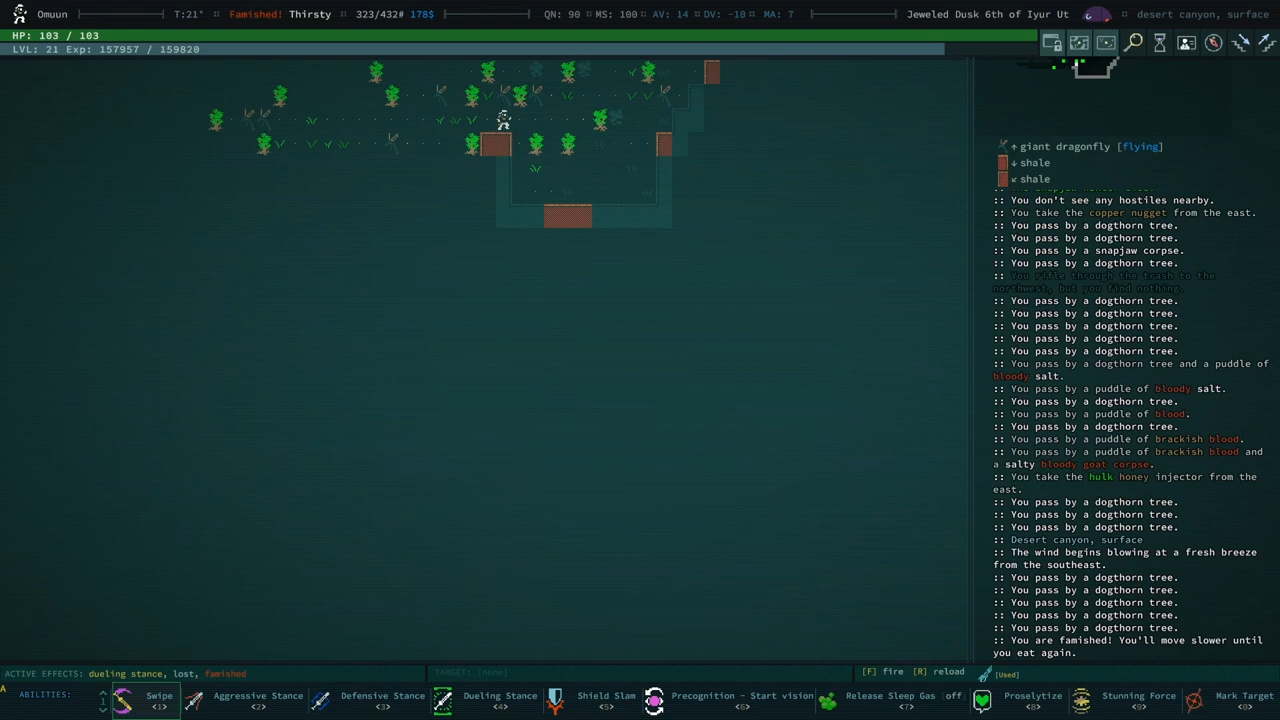 Omuun T:21° :: Famished! Thirsty :: 323/432# 178$ QN: 90 :: MS: 100 :: AV: 14 :: DV: -10 :: MA: 7 Jeweled Dusk 6th of Iyur Ut :: desert canyon, surface
HP: 103 / 103
LVL: 21 Exp: 157957 / 159820
↑ giant dragonfly [flying]
↓ shale
↙ shale
:: You don't see any hostiles nearby.
:: You take the copper nugget from the east.
:: You pass by a dogthorn tree.
:: You pass by a dogthorn tree.
:: You pass by a snapjaw corpse.
:: You pass by a dogthorn tree.
:: You rifle through the trash to the
northwest, but you find nothing.
:: You pass by a dogthorn tree.
:: You pass by a dogthorn tree.
:: You pass by a dogthorn tree.
:: You pass by a dogthorn tree.
:: You pass by a dogthorn tree.
:: You pass by a dogthorn tree and a puddle of
bloody salt.
:: You pass by a puddle of bloody salt.
:: You pass by a dogthorn tree.
:: You pass by a puddle of blood.
:: You pass by a dogthorn tree.
:: You pass by a puddle of brackish blood.
:: You pass by a puddle of brackish blood and
a salty bloody goat corpse.
:: You take the hulk honey injector from the
east.
:: You pass by a dogthorn tree.
:: You pass by a dogthorn tree.
:: You pass by a dogthorn tree.
:: Desert canyon, surface
:: The wind begins blowing at a fresh breeze
from the southeast.
:: You pass by a dogthorn tree.
:: You pass by a dogthorn tree.
:: You pass by a dogthorn tree.
:: You pass by a dogthorn tree.
:: You pass by a dogthorn tree.
:: You are famished! You'll move slower until
you eat again.
ACTIVE EFFECTS: dueling stance, lost, famished TARGET: [none] [F] fire [R] reload [Used]
A ABILITIES: 1 Swipe <1> Aggressive Stance <2> Defensive Stance <3> Dueling Stance <4> Shield Slam <5> Precognition - Start vision <6> Release Sleep Gas [off <7> Proselytize <8> Stunning Force <9> Mark Target <0>